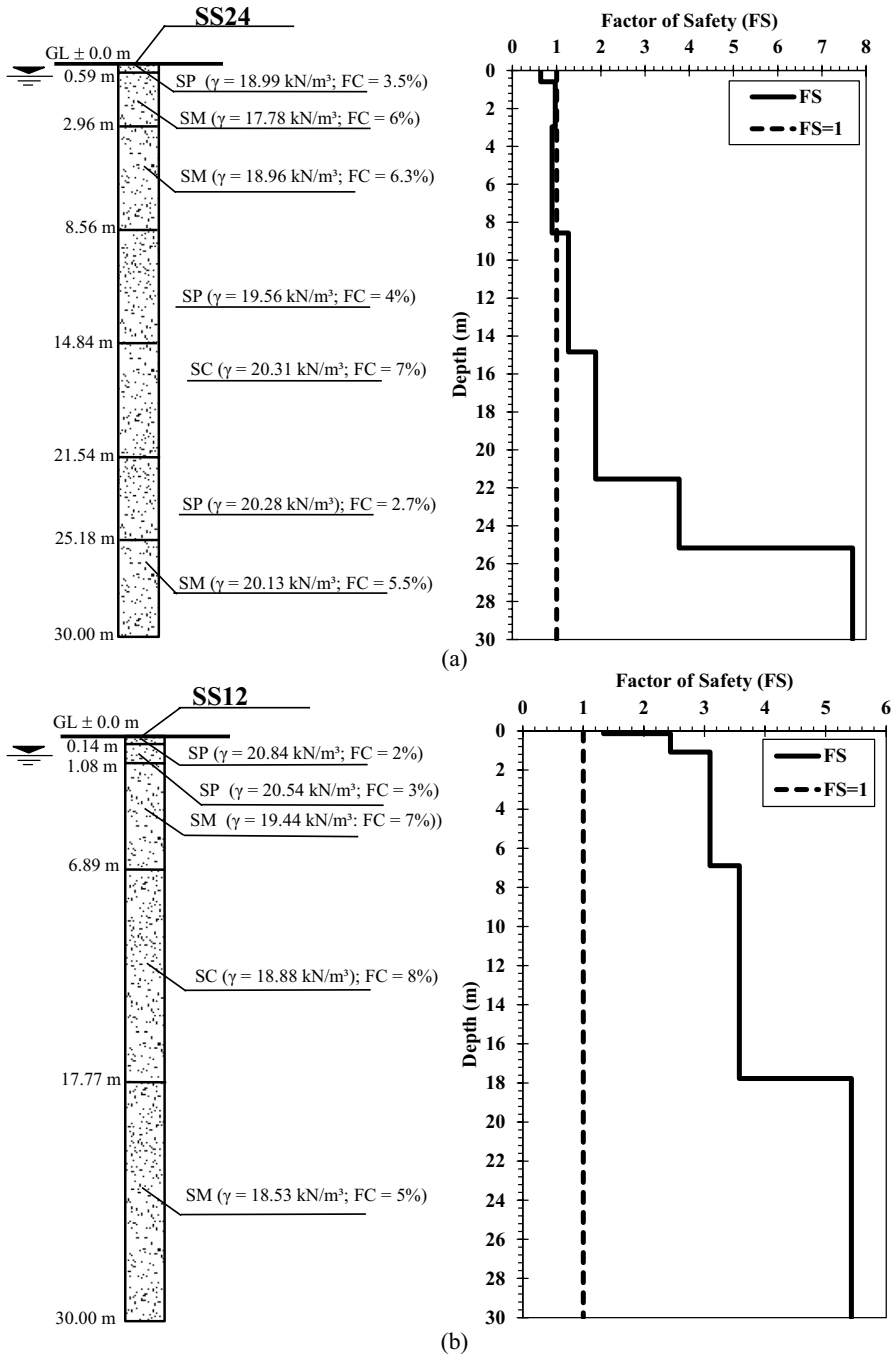 SS24
GL ± 0.0 m
0.59 m
SP (γ = 18.99 kN/m³; FC = 3.5%)
SM (γ = 17.78 kN/m³; FC = 6%)
2.96 m
SM (γ = 18.96 kN/m³; FC = 6.3%)
8.56 m
SP (γ = 19.56 kN/m³; FC = 4%)
14.84 m
SC (γ = 20.31 kN/m³; FC = 7%)
21.54 m
SP (γ = 20.28 kN/m³); FC = 2.7%)
25.18 m
SM (γ = 20.13 kN/m³; FC = 5.5%)
30.00 m
Factor of Safety (FS)
0 1 2 3 4 5 6 7 8
0
2
4
6
8
10
12
14
16
18
20
22
24
26
28
30
Depth (m)
FS
FS=1
(a)
SS12
GL ± 0.0 m
0.14 m
SP (γ = 20.84 kN/m³; FC = 2%)
1.08 m
SP (γ = 20.54 kN/m³; FC = 3%)
SM (γ = 19.44 kN/m³: FC = 7%))
6.89 m
SC (γ = 18.88 kN/m³); FC = 8%)
17.77 m
SM (γ = 18.53 kN/m³; FC = 5%)
30.00 m
Factor of Safety (FS)
0 1 2 3 4 5 6
0
2
4
6
8
10
12
14
16
18
20
22
24
26
28
30
Depth (m)
FS
FS=1
(b)